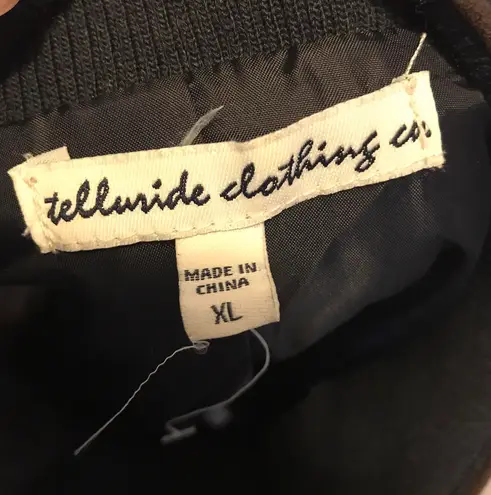 telluride clothing co.
MADE IN
CHINA
XL